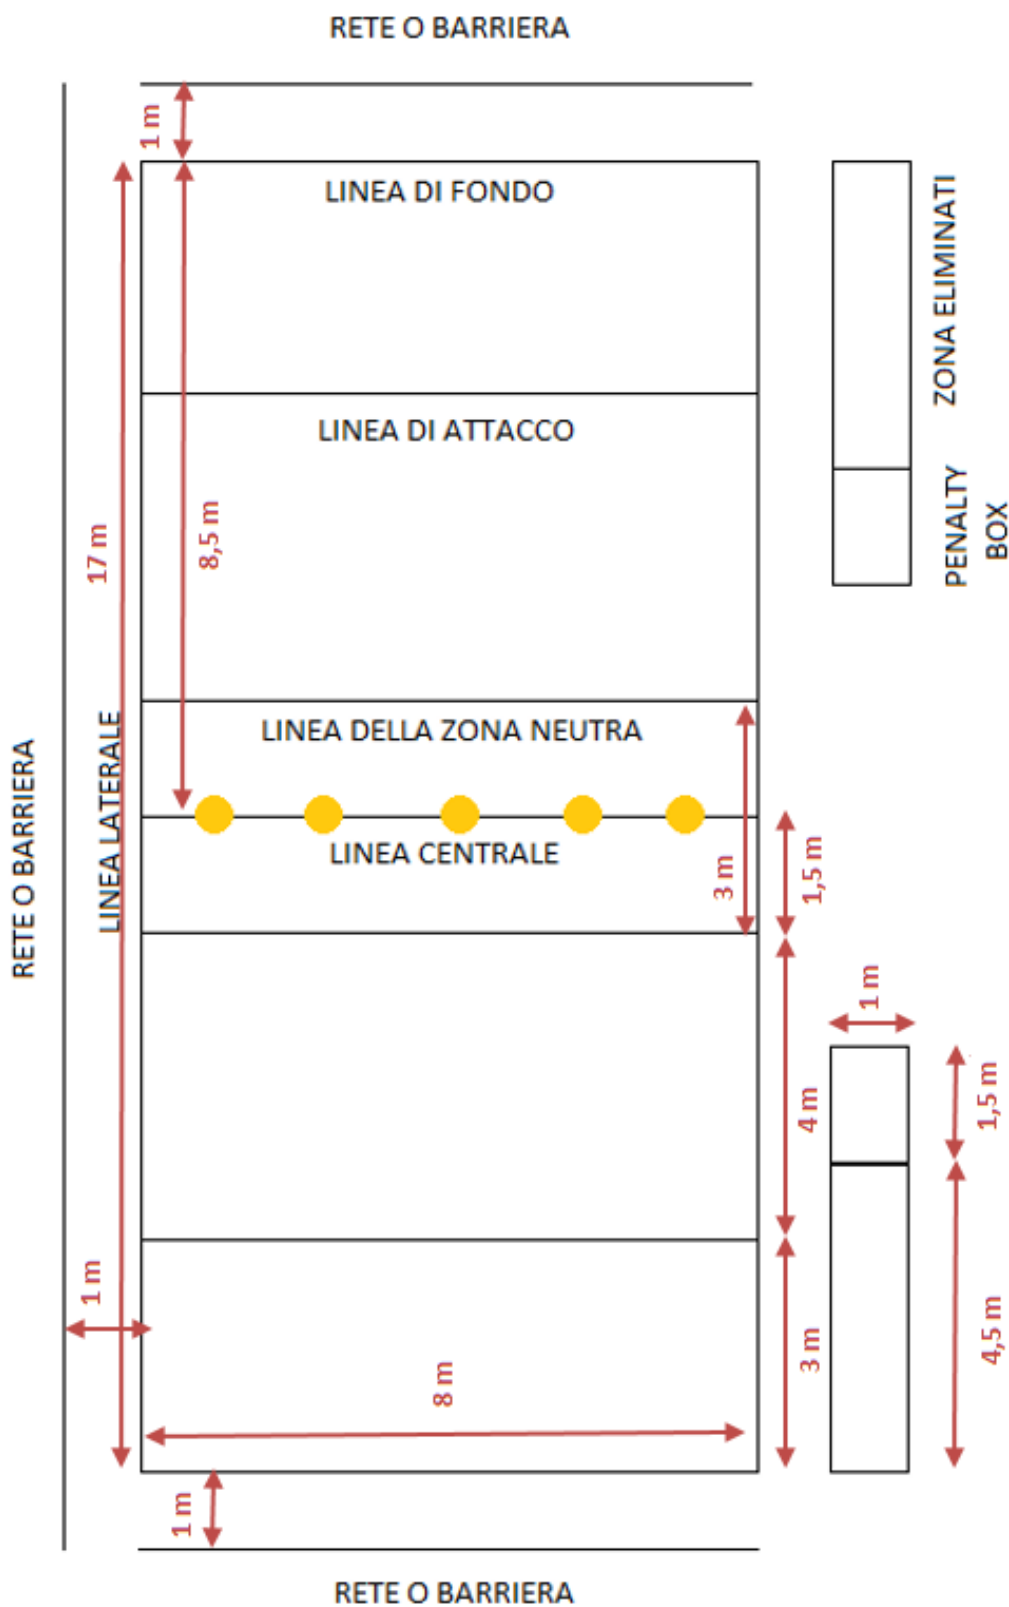 RETE O BARRIERA
1 m
LINEA DI FONDO
ZONA ELIMINATI
LINEA DI ATTACCO
PENALTY
BOX
17 m
8,5 m
LINEA DELLA ZONA NEUTRA
LINEA LATERALE
RETE O BARRIERA
LINEA CENTRALE
3 m
1,5 m
1 m
1,5 m
4 m
1 m
3 m
4,5 m
8 m
1 m
RETE O BARRIERA